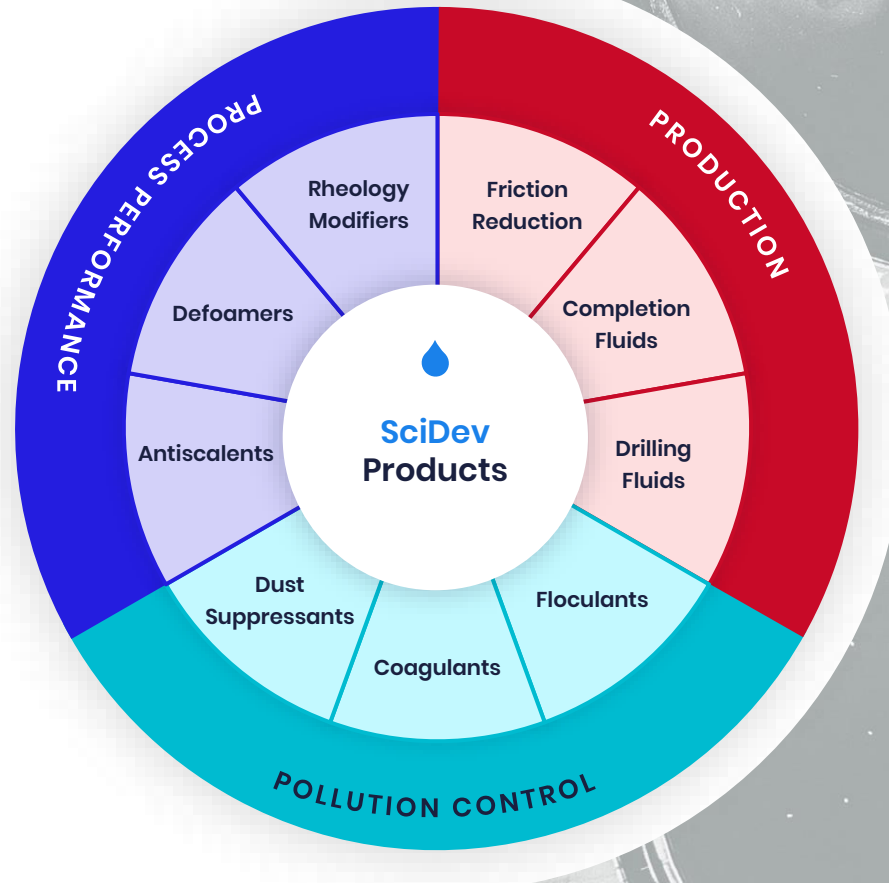 PROCESS PERFORMANCE
PRODUCTION
Rheology
Modifiers
Friction
Reduction
Defoamers
Completion
Fluids
Antiscalents
SciDev
Products
Drilling
Fluids
Dust
Suppressants
Coagulants
Floculants
POLLUTION CONTROL